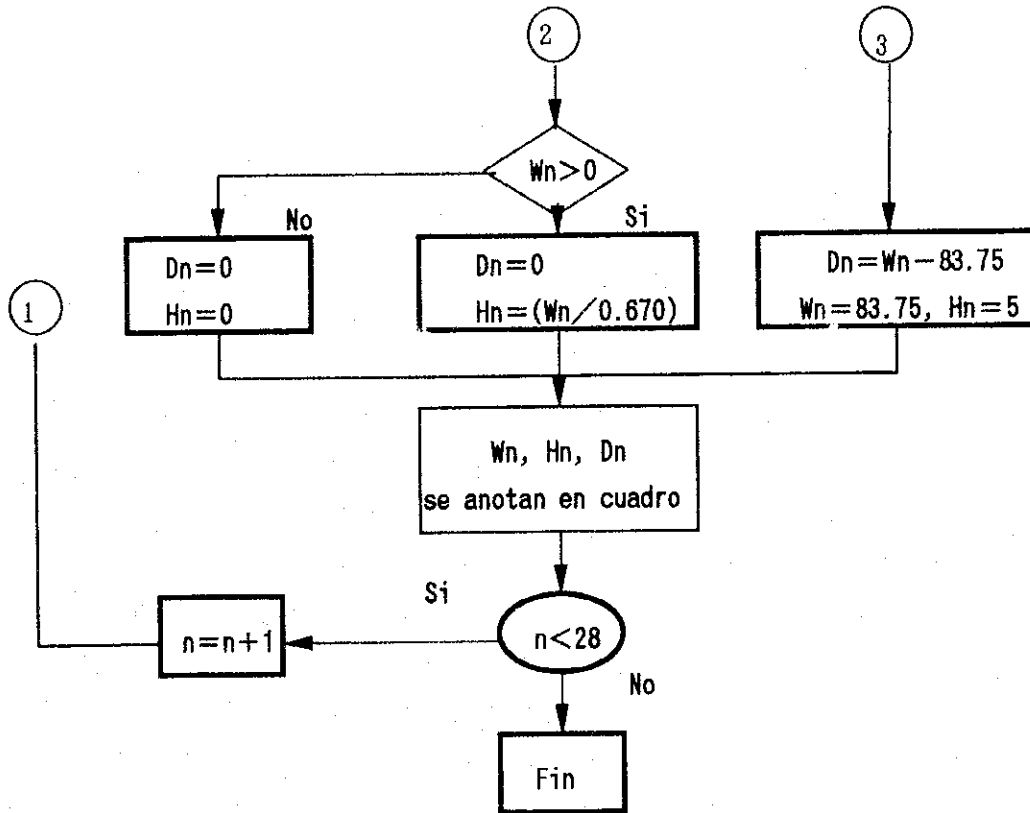 2
3
Wn>0
No
Si
Dn=0
Hn=0
Dn=0
Hn=(Wn/0.670)
Dn=Wn-83.75
Wn=83.75, Hn=5
1
Wn, Hn, Dn
se anotan en cuadro
Si
n=n+1
n<28
No
Fin